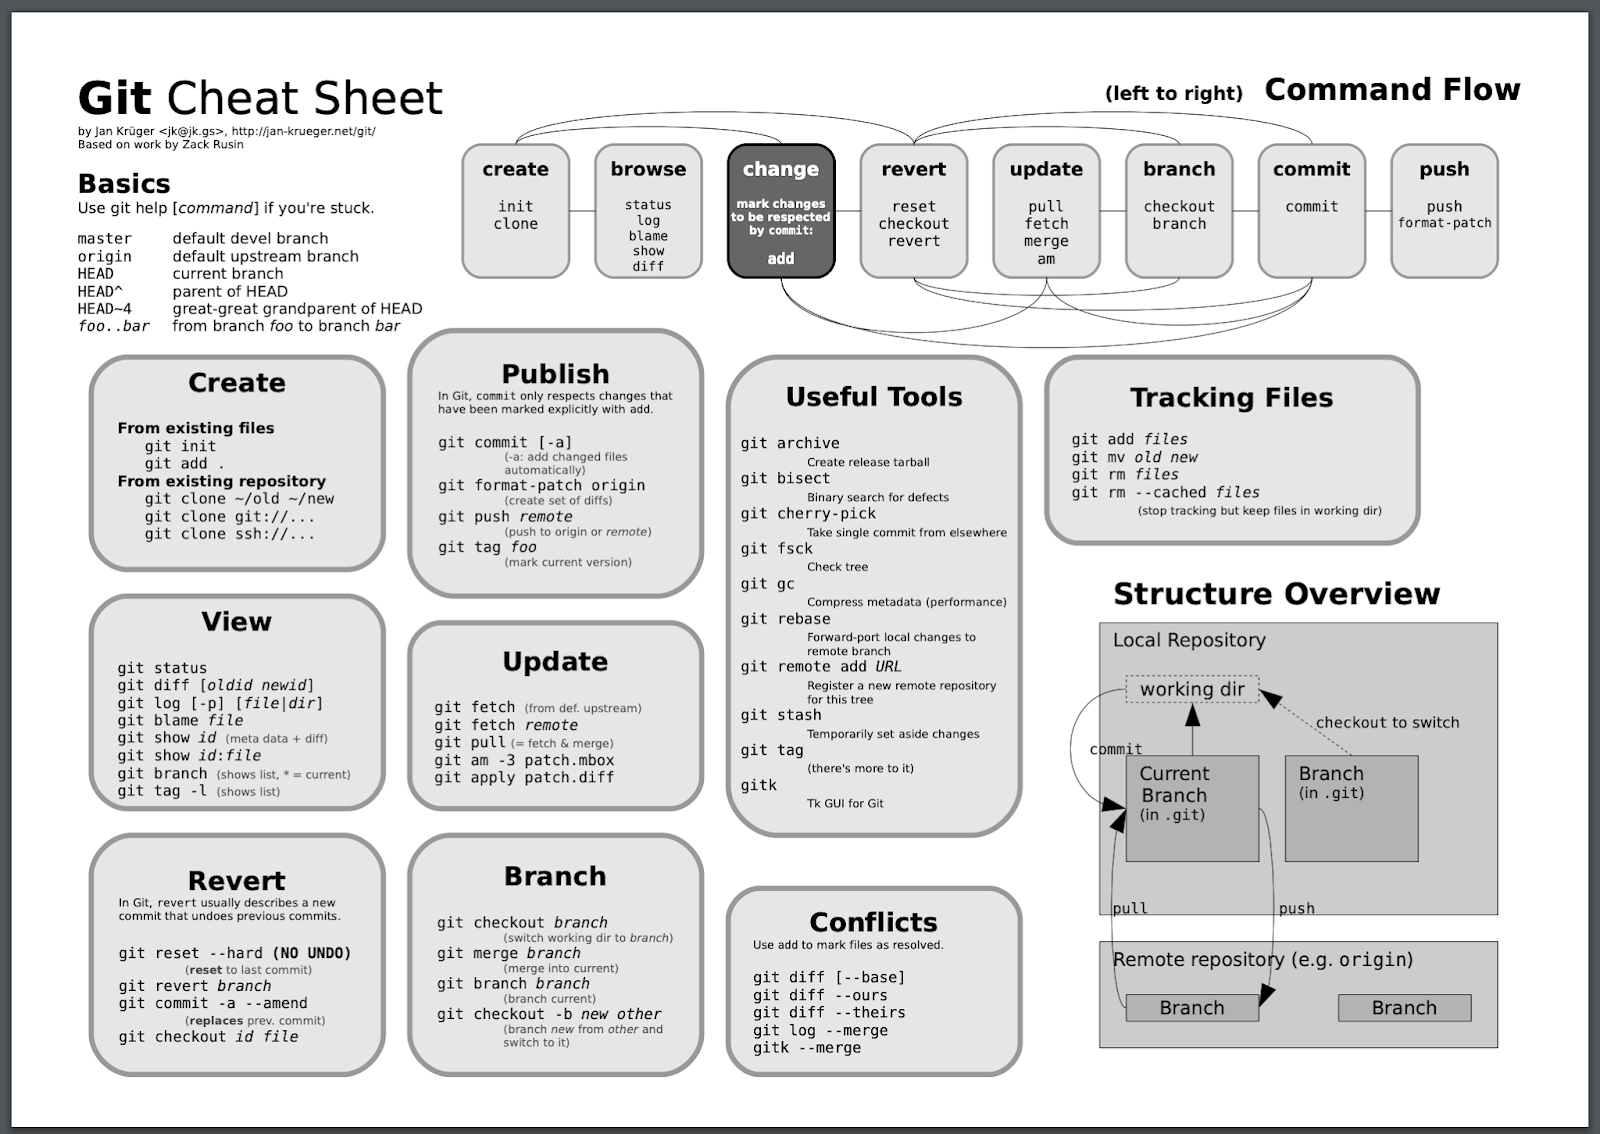 Git Cheat Sheet
by Jan Krüger <jk@jk.gs>, http://jan-krueger.net/git/
Based on work by Zack Rusin
Basics
Use git help [command] if you're stuck.
master default devel branch
origin default upstream branch
HEAD current branch
HEAD^ parent of HEAD
HEAD~4 great-great grandparent of HEAD
foo..bar from branch foo to branch bar
(left to right) Command Flow
create
init
clone
browse
status
log
blame
show
diff
change
mark changes
to be respected
by commit:
add
revert
reset
checkout
revert
update
pull
fetch
merge
am
branch
checkout
branch
commit
commit
push
push
format-patch
Create
From existing files
git init
git add .
From existing repository
git clone ~/old ~/new
git clone git://...
git clone ssh://...
View
git status
git diff [oldid newid]
git log [-p] [file|dir]
git blame file
git show id (meta data + diff)
git show id:file
git branch (shows list, * = current)
git tag -l (shows list)
Revert
In Git, revert usually describes a new
commit that undoes previous commits.
git reset --hard (NO UNDO)
(reset to last commit)
git revert branch
git commit -a --amend
(replaces prev. commit)
git checkout id file
Publish
In Git, commit only respects changes that
have been marked explicitly with add.
git commit [-a]
(-a: add changed files
automatically)
git format-patch origin
(create set of diffs)
git push remote
(push to origin or remote)
git tag foo
(mark current version)
Update
git fetch (from def. upstream)
git fetch remote
git pull (= fetch & merge)
git am -3 patch.mbox
git apply patch.diff
Branch
git checkout branch
(switch working dir to branch)
git merge branch
(merge into current)
git branch branch
(branch current)
git checkout -b new other
(branch new from other and
switch to it)
Useful Tools
git archive
Create release tarball
git bisect
Binary search for defects
git cherry-pick
Take single commit from elsewhere
git fsck
Check tree
git gc
Compress metadata (performance)
git rebase
Forward-port local changes to
remote branch
git remote add URL
Register a new remote repository
for this tree
git stash
Temporarily set aside changes
git tag
(there's more to it)
gitk
Tk GUI for Git
Conflicts
Use add to mark files as resolved.
git diff [--base]
git diff --ours
git diff --theirs
git log --merge
gitk --merge
Tracking Files
git add files
git mv old new
git rm files
git rm --cached files
(stop tracking but keep files in working dir)
Structure Overview
Local Repository
working dir
checkout to switch
commit
Current
Branch
(in .git)
Branch
(in .git)
pull
push
Remote repository (e.g. origin)
Branch
Branch